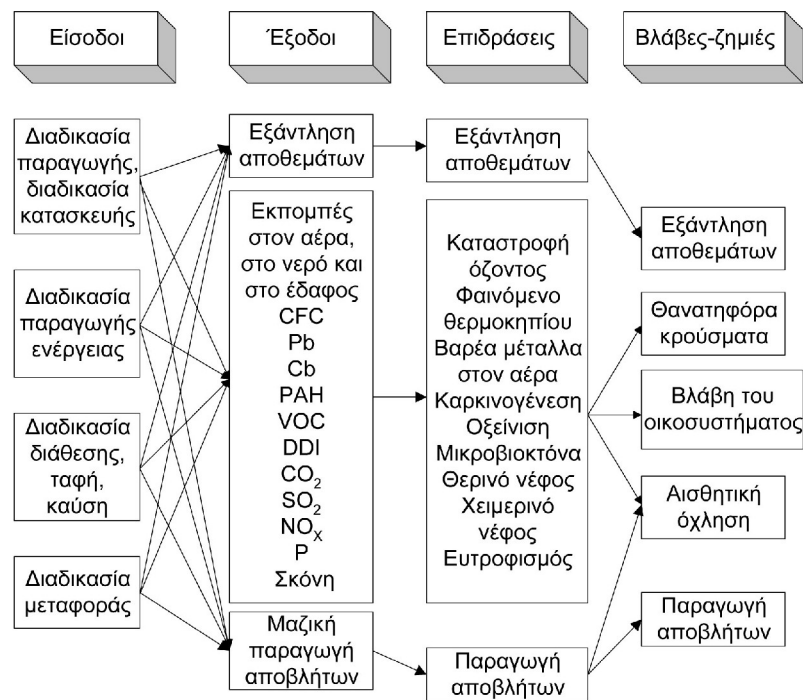 Είσοδοι
Έξοδοι
Επιδράσεις
Βλάβες-ζημιές
Διαδικασία
παραγωγής,
διαδικασία
κατασκευής
Διαδικασία
παραγωγής
ενέργειας
Διαδικασία
διάθεσης,
ταφή,
καύση
Διαδικασία
μεταφοράς
Εξάντληση
αποθεμάτων
Εκπομπές
στον αέρα,
στο νερό και
στο έδαφος
CFC
Pb
Cb
PAH
VOC
DDI
CO₂
SO₂
NOₓ
P
Σκόνη
Μαζική
παραγωγή
αποβλήτων
Εξάντληση
αποθεμάτων
Καταστροφή
όζοντος
Φαινόμενο
θερμοκηπίου
Βαρέα μέταλλα
στον αέρα
Καρκινογένεση
Οξείνιση
Μικροβιοκτόνα
Θερινό νέφος
Χειμερινό
νέφος
Ευτροφισμός
Παραγωγή
αποβλήτων
Εξάντληση
αποθεμάτων
Θανατηφόρα
κρούσματα
Βλάβη του
οικοσυστήματος
Αισθητική
όχληση
Παραγωγή
αποβλήτων